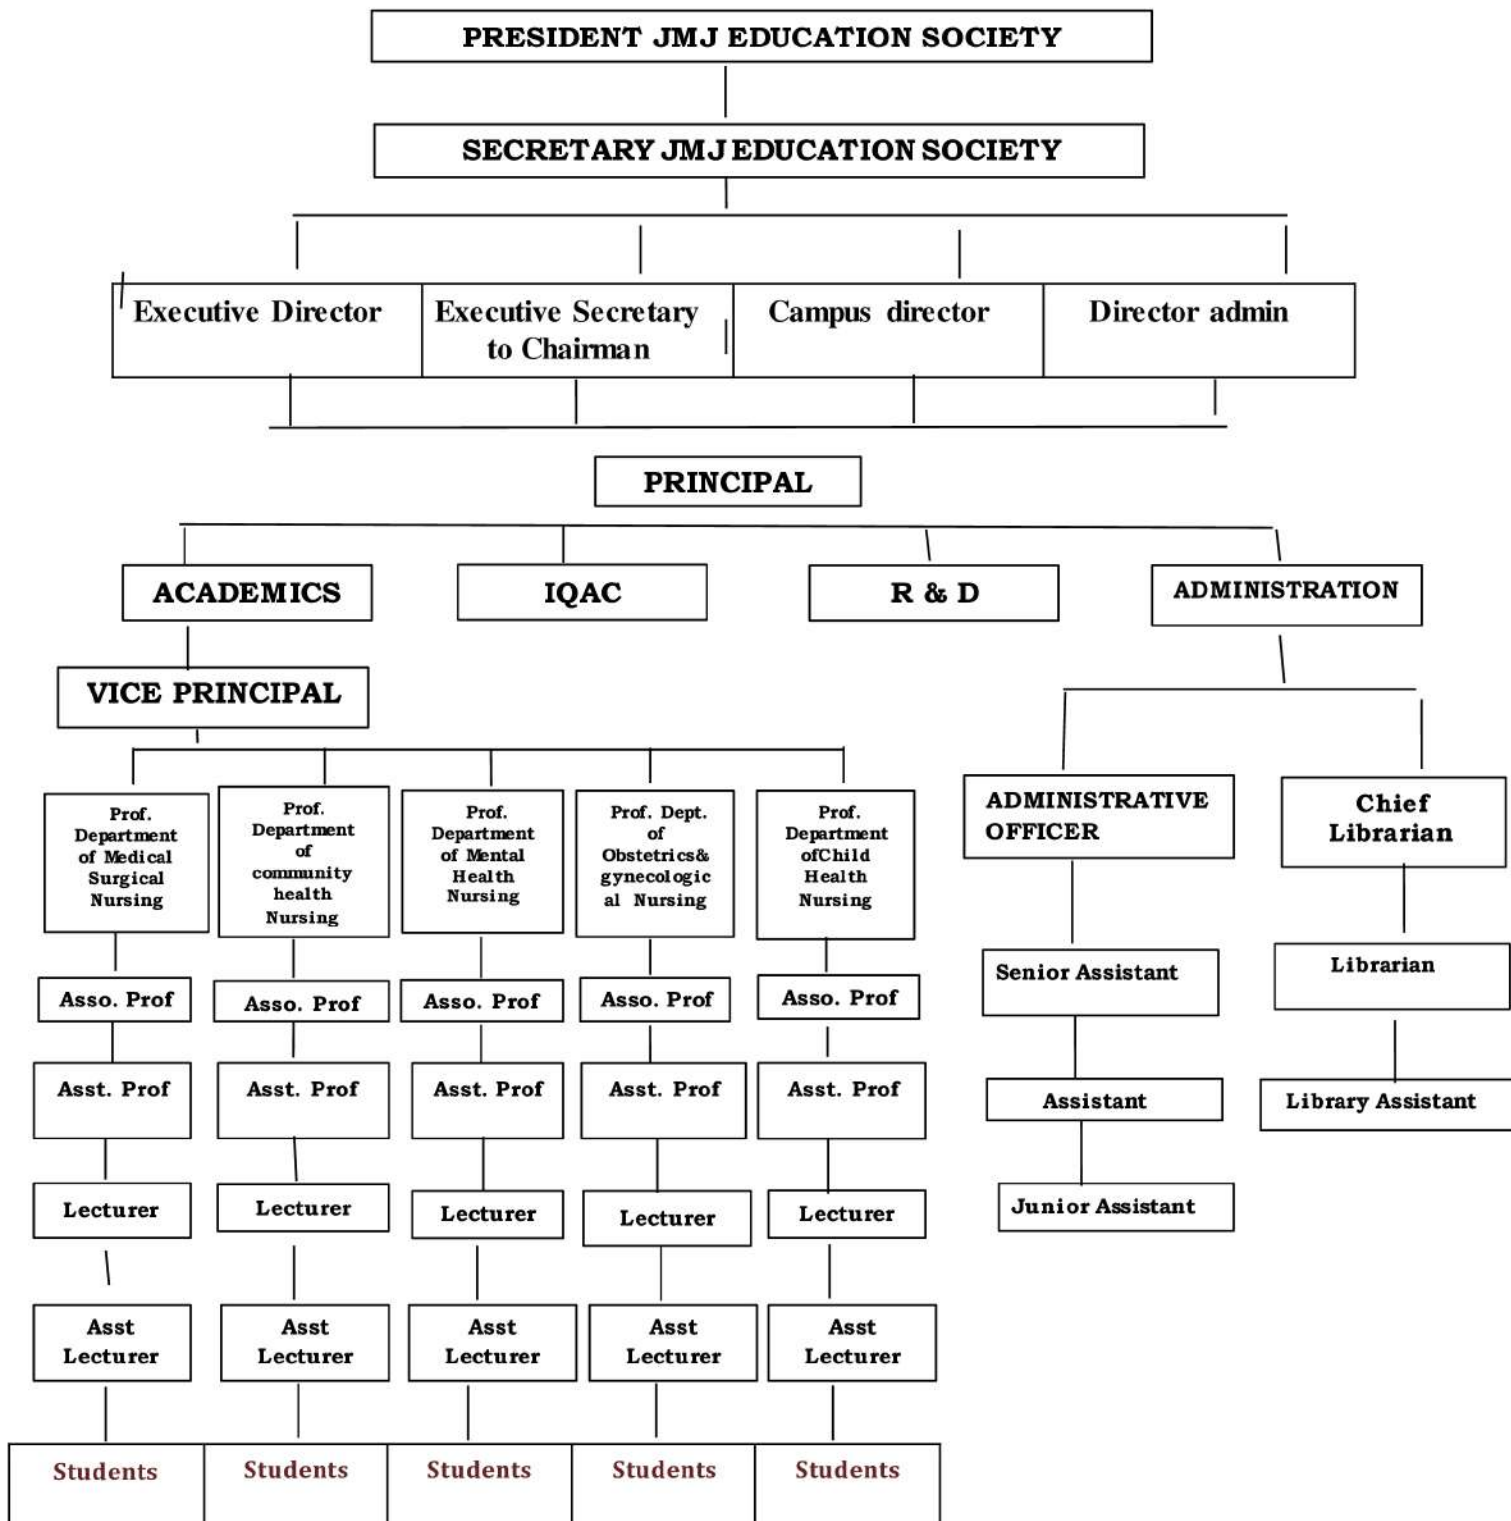 PRESIDENT JMJ EDUCATION SOCIETY
SECRETARY JMJ EDUCATION SOCIETY
Executive Director
Executive Secretary
to Chairman
Campus director
Director admin
PRINCIPAL
ACADEMICS
IQAC
R & D
ADMINISTRATION
VICE PRINCIPAL
Prof.
Department
of Medical
Surgical
Nursing
Prof.
Department
of
community
health
Nursing
Prof.
Department
of Mental
Health
Nursing
Prof. Dept.
of
Obstetrics&
gynecologic
al Nursing
Prof.
Department
ofChild
Health
Nursing
ADMINISTRATIVE
OFFICER
Chief
Librarian
Asso. Prof
Asso. Prof
Asso. Prof
Asso. Prof
Asso. Prof
Senior Assistant
Librarian
Asst. Prof
Asst. Prof
Asst. Prof
Asst. Prof
Asst. Prof
Assistant
Library Assistant
Lecturer
Lecturer
Lecturer
Lecturer
Lecturer
Junior Assistant
Asst
Lecturer
Asst
Lecturer
Asst
Lecturer
Asst
Lecturer
Asst
Lecturer
Students
Students
Students
Students
Students